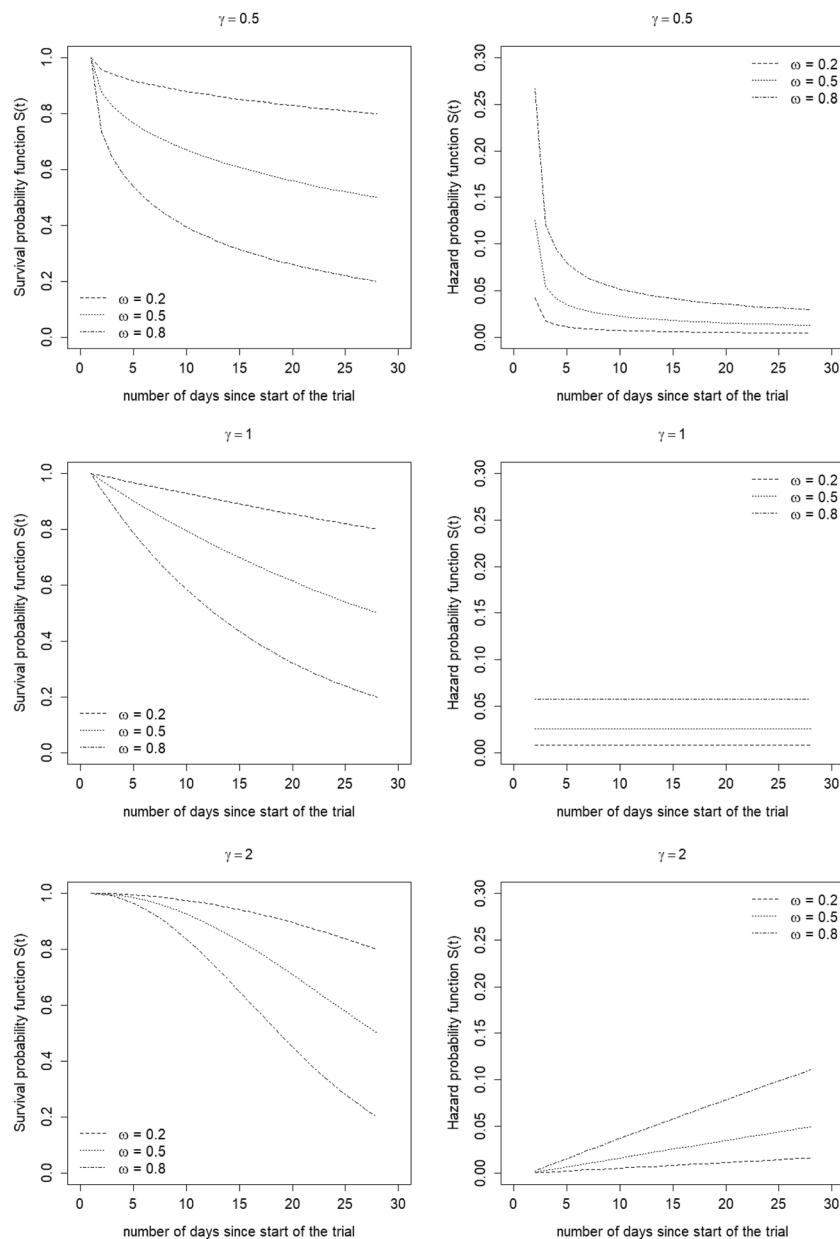 γ = 0.5
Survival probability function S(t)
1.0
0.8
0.6
0.4
0.2
0.0
ω = 0.2
ω = 0.5
ω = 0.8
0 5 10 15 20 25 30
number of days since start of the trial
γ = 0.5
Hazard probability function S(t)
0.30
0.25
0.20
0.15
0.10
0.05
0.00
ω = 0.2
ω = 0.5
ω = 0.8
0 5 10 15 20 25 30
number of days since start of the trial
γ = 1
Survival probability function S(t)
1.0
0.8
0.6
0.4
0.2
0.0
ω = 0.2
ω = 0.5
ω = 0.8
0 5 10 15 20 25 30
number of days since start of the trial
γ = 1
Hazard probability function S(t)
0.30
0.25
0.20
0.15
0.10
0.05
0.00
ω = 0.2
ω = 0.5
ω = 0.8
0 5 10 15 20 25 30
number of days since start of the trial
γ = 2
Survival probability function S(t)
1.0
0.8
0.6
0.4
0.2
0.0
ω = 0.2
ω = 0.5
ω = 0.8
0 5 10 15 20 25 30
number of days since start of the trial
γ = 2
Hazard probability function S(t)
0.30
0.25
0.20
0.15
0.10
0.05
0.00
ω = 0.2
ω = 0.5
ω = 0.8
0 5 10 15 20 25 30
number of days since start of the trial